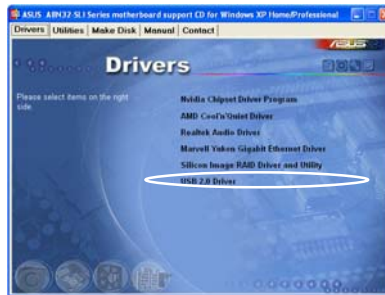 ASUS A8N32-SLI Series motherboard support CD for Windows XP Home/Professional
Drivers Utilities Make Disk Manual Contact
Drivers
Please select items on the right side.
Nvidia Chipset Driver Program
AMD Cool'n'Quiet Driver
Realtek Audio Driver
Marvell Yukon Gigabit Ethernet Driver
Silicon Image RAID Driver and Utility
USB 2.0 Driver